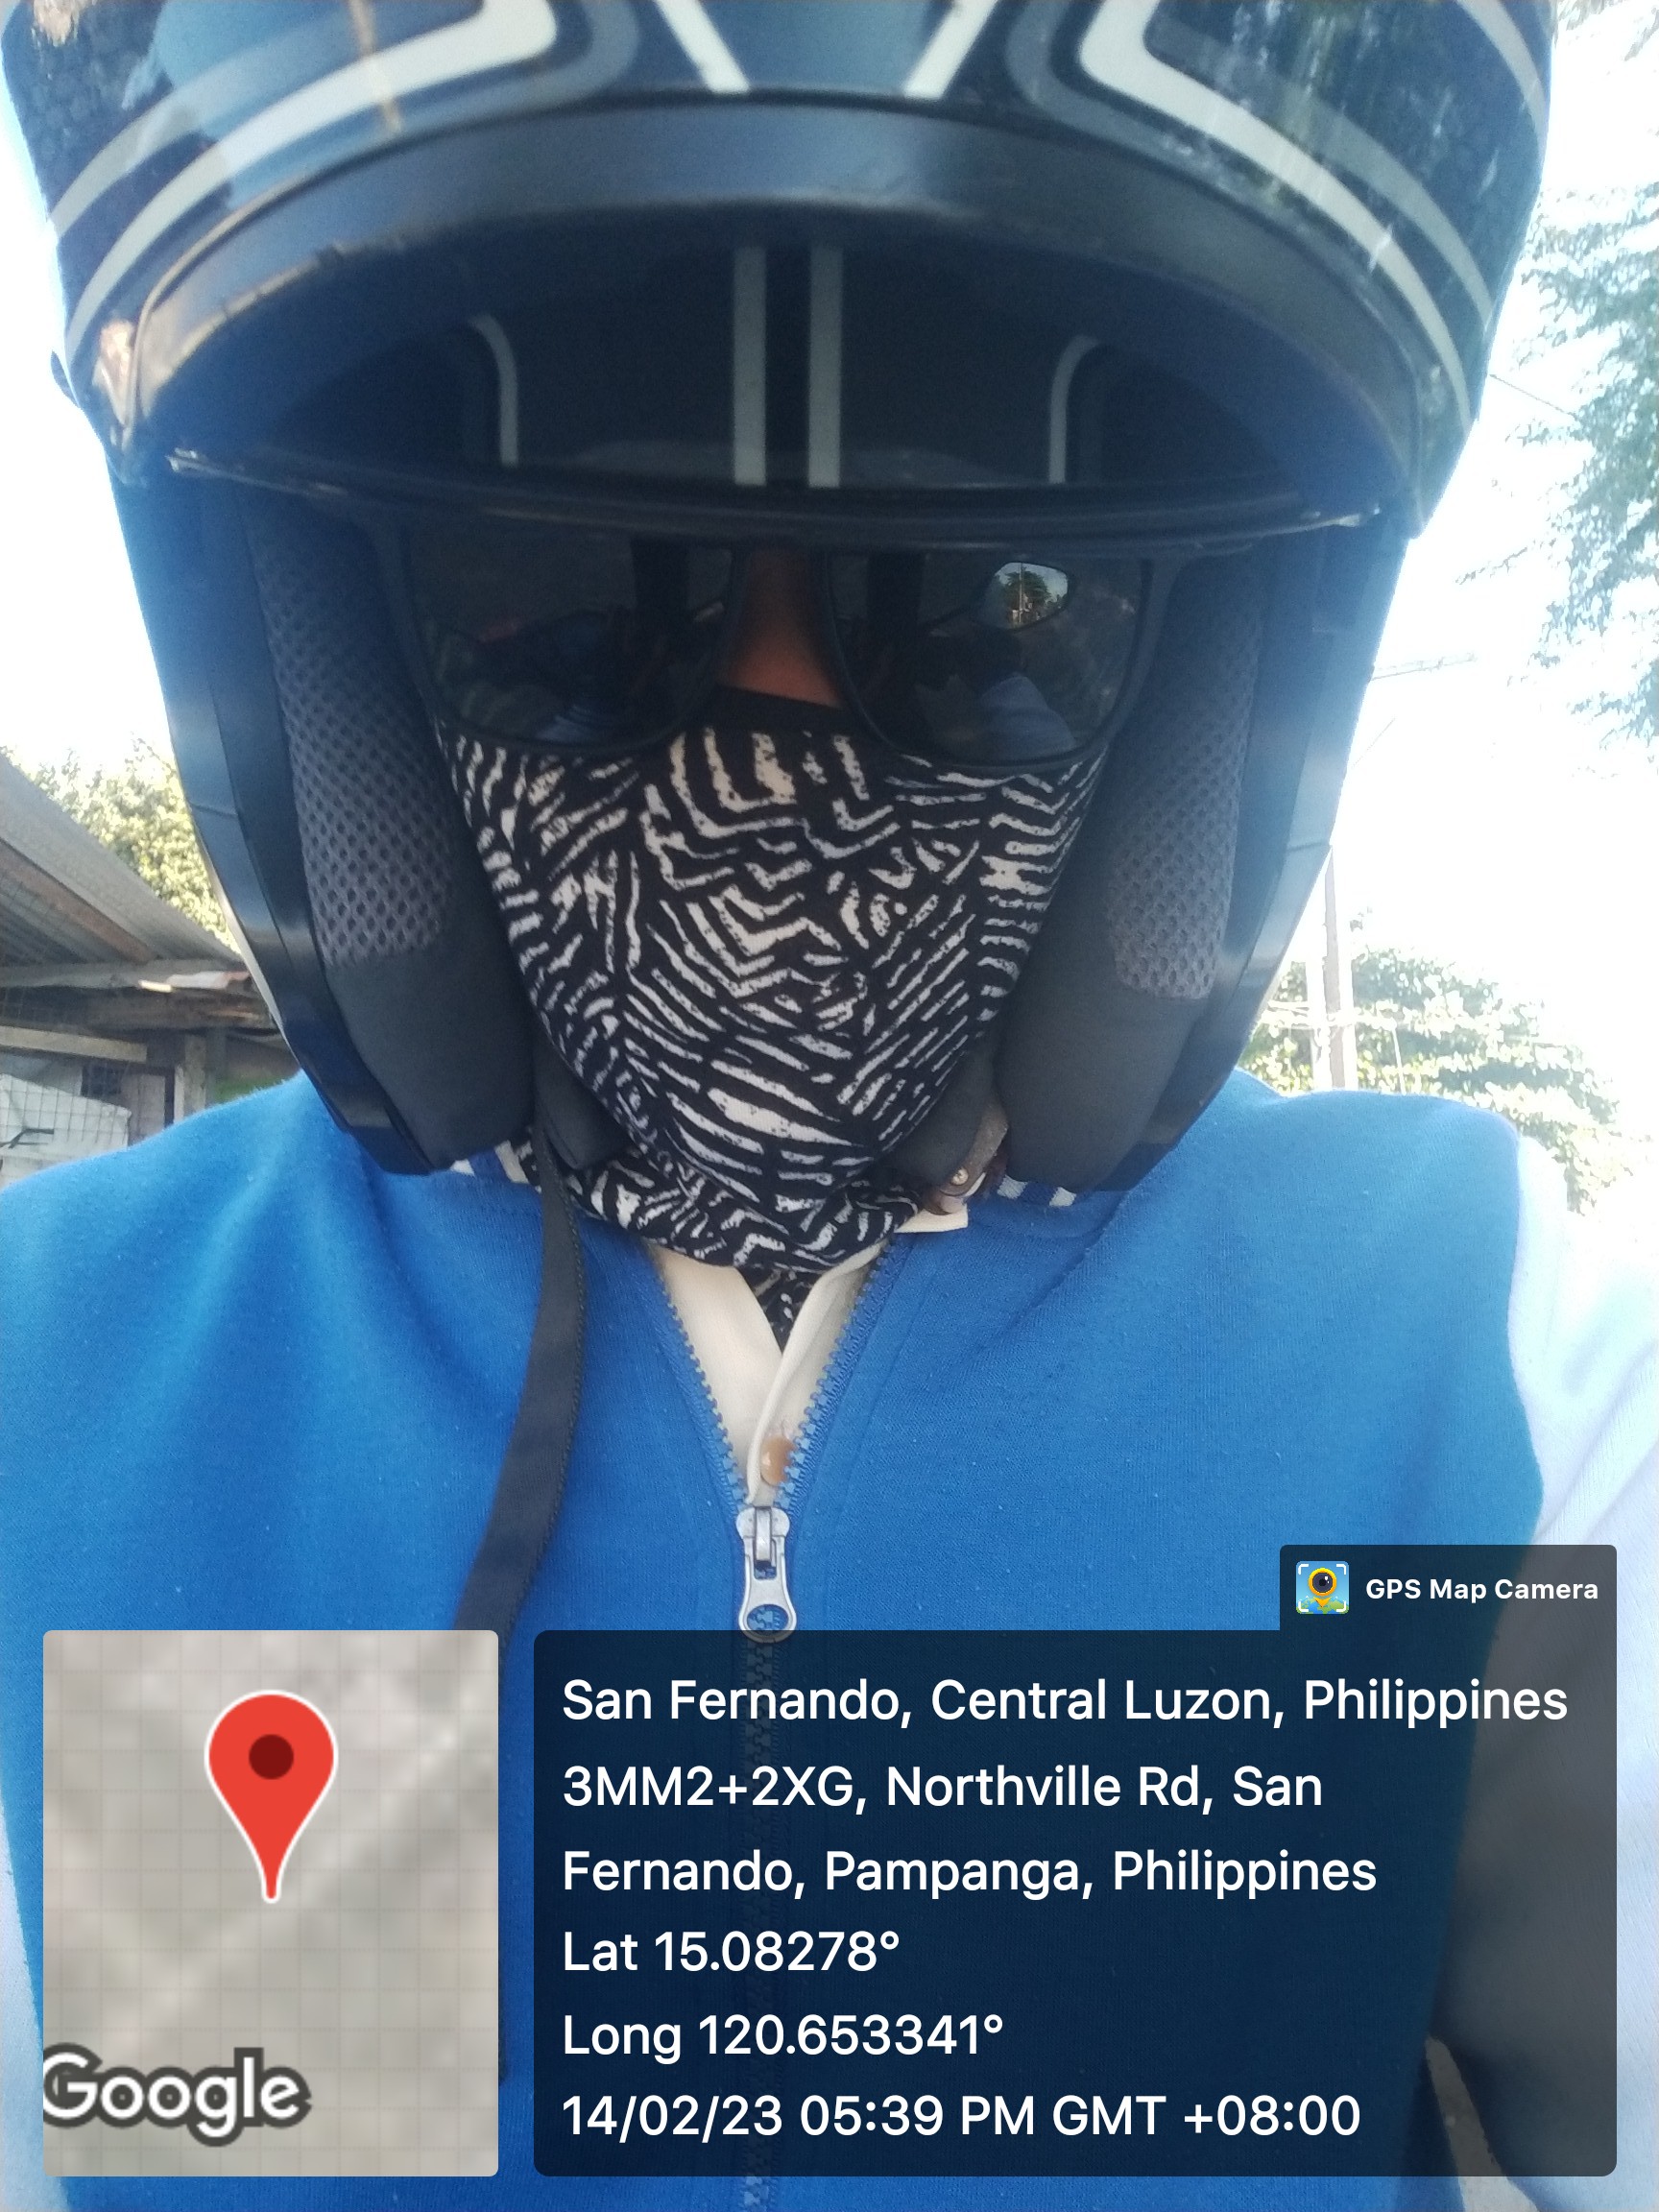 GPS Map Camera
San Fernando, Central Luzon, Philippines
3MM2+2XG, Northville Rd, San
Fernando, Pampanga, Philippines
Lat 15.08278°
Long 120.653341°
14/02/23 05:39 PM GMT +08:00
Google